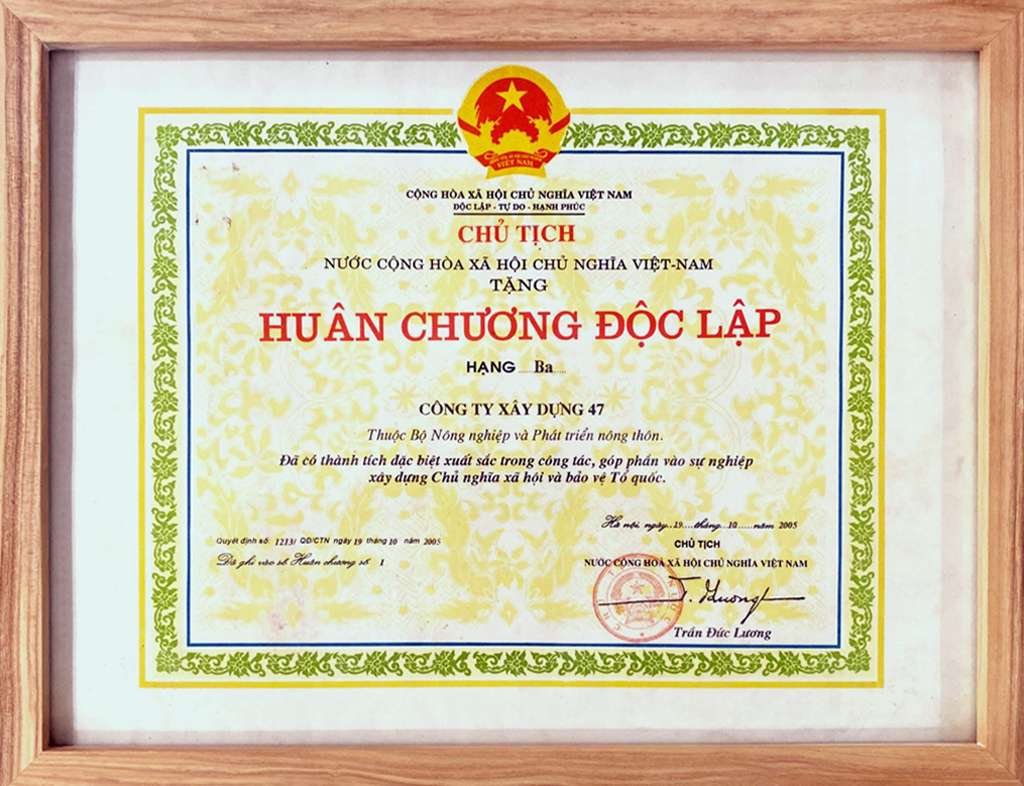 VIỆT NAM
CỘNG HÒA XÃ HỘI CHỦ NGHĨA VIỆT NAM
ĐỘC LẬP - TỰ DO - HẠNH PHÚC
CHỦ TỊCH
NƯỚC CỘNG HÒA XÃ HỘI CHỦ NGHĨA VIỆT-NAM
TẶNG
HUÂN CHƯƠNG ĐỘC LẬP
HẠNG Ba
CÔNG TY XÂY DỰNG 47
Thuộc Bộ Nông nghiệp và Phát triển nông thôn.
Đã có thành tích đặc biệt xuất sắc trong công tác, góp phần vào sự nghiệp
xây dựng Chủ nghĩa xã hội và bảo vệ Tổ quốc.
Hà nội, ngày..19....tháng..10......năm 2005
Quyết định số: 1213/ QĐ/CTN ngày 19 tháng 10 năm 2005
Đã ghi vào sổ Huân chương số 1
CHỦ TỊCH
NƯỚC CỘNG HOÀ XÃ HỘI CHỦ NGHĨA VIỆT NAM
Trần Đức Lương